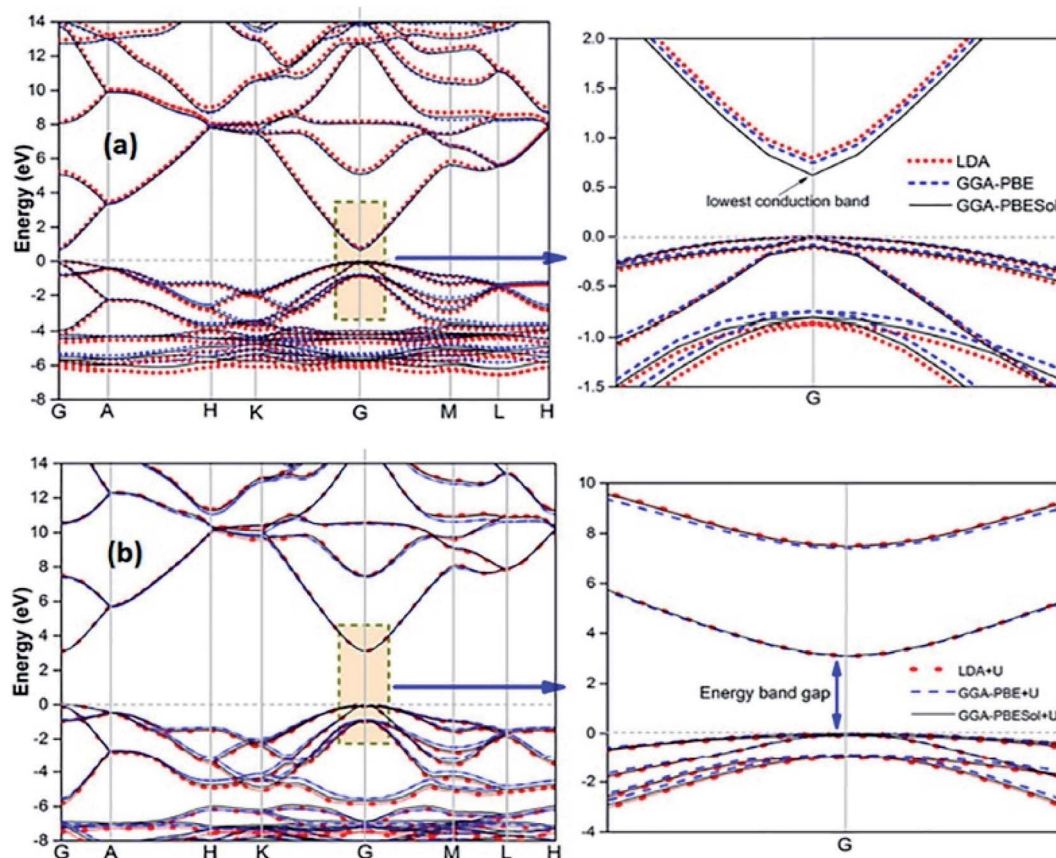 14
12
10
8
6
4
2
0
-2
-4
-6
-8
Energy (eV)
(a)
G A H K G M L H
2.0
1.0
0.5
0.0
-0.5
-1.0
-1.5
lowest conduction band
LDA
GGA-PBE
GGA-PBESol
G
14
12
10
8
6
4
2
0
-2
-4
-6
-8
Energy (eV)
(b)
G A H K G M L H
10
8
6
4
2
0
-2
-4
Energy band gap
LDA+U
GGA-PBE+U
GGA-PBESol+U
G